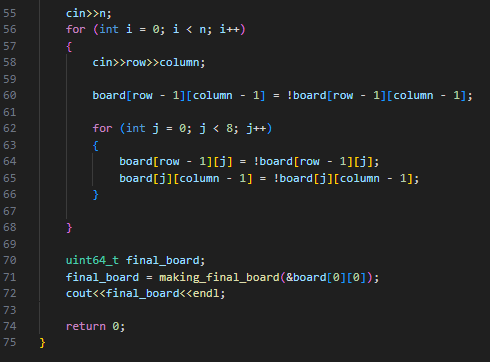 55 cin>>n;
56 for (int i = 0; i < n; i++)
57 {
58 cin>>row>>column;
59
60 board[row - 1][column - 1] = !board[row - 1][column - 1];
61
62 for (int j = 0; j < 8; j++)
63 {
64 board[row - 1][j] = !board[row - 1][j];
65 board[j][column - 1] = !board[j][column - 1];
66 }
67
68 }
69
70 uint64_t final_board;
71 final_board = making_final_board(&board[0][0]);
72 cout<<final_board<<endl;
73
74 return 0;
75 }